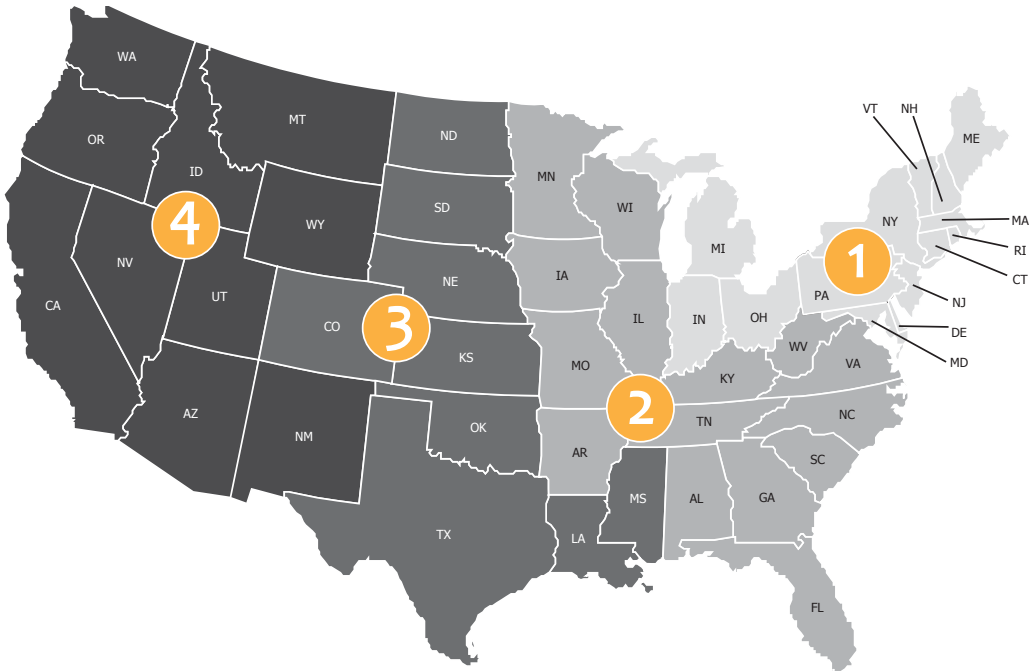 WA
MT
ND
VT
NH
ME
OR
MN
ID
SD
WI
NY
MA
4
WY
MI
RI
1
CT
NV
IA
NE
PA
NJ
CA
UT
CO
3
IL
IN
OH
DE
KS
WV
MD
MO
KY
VA
AZ
2
NC
TN
NM
OK
AR
SC
MS
AL
GA
TX
LA
FL